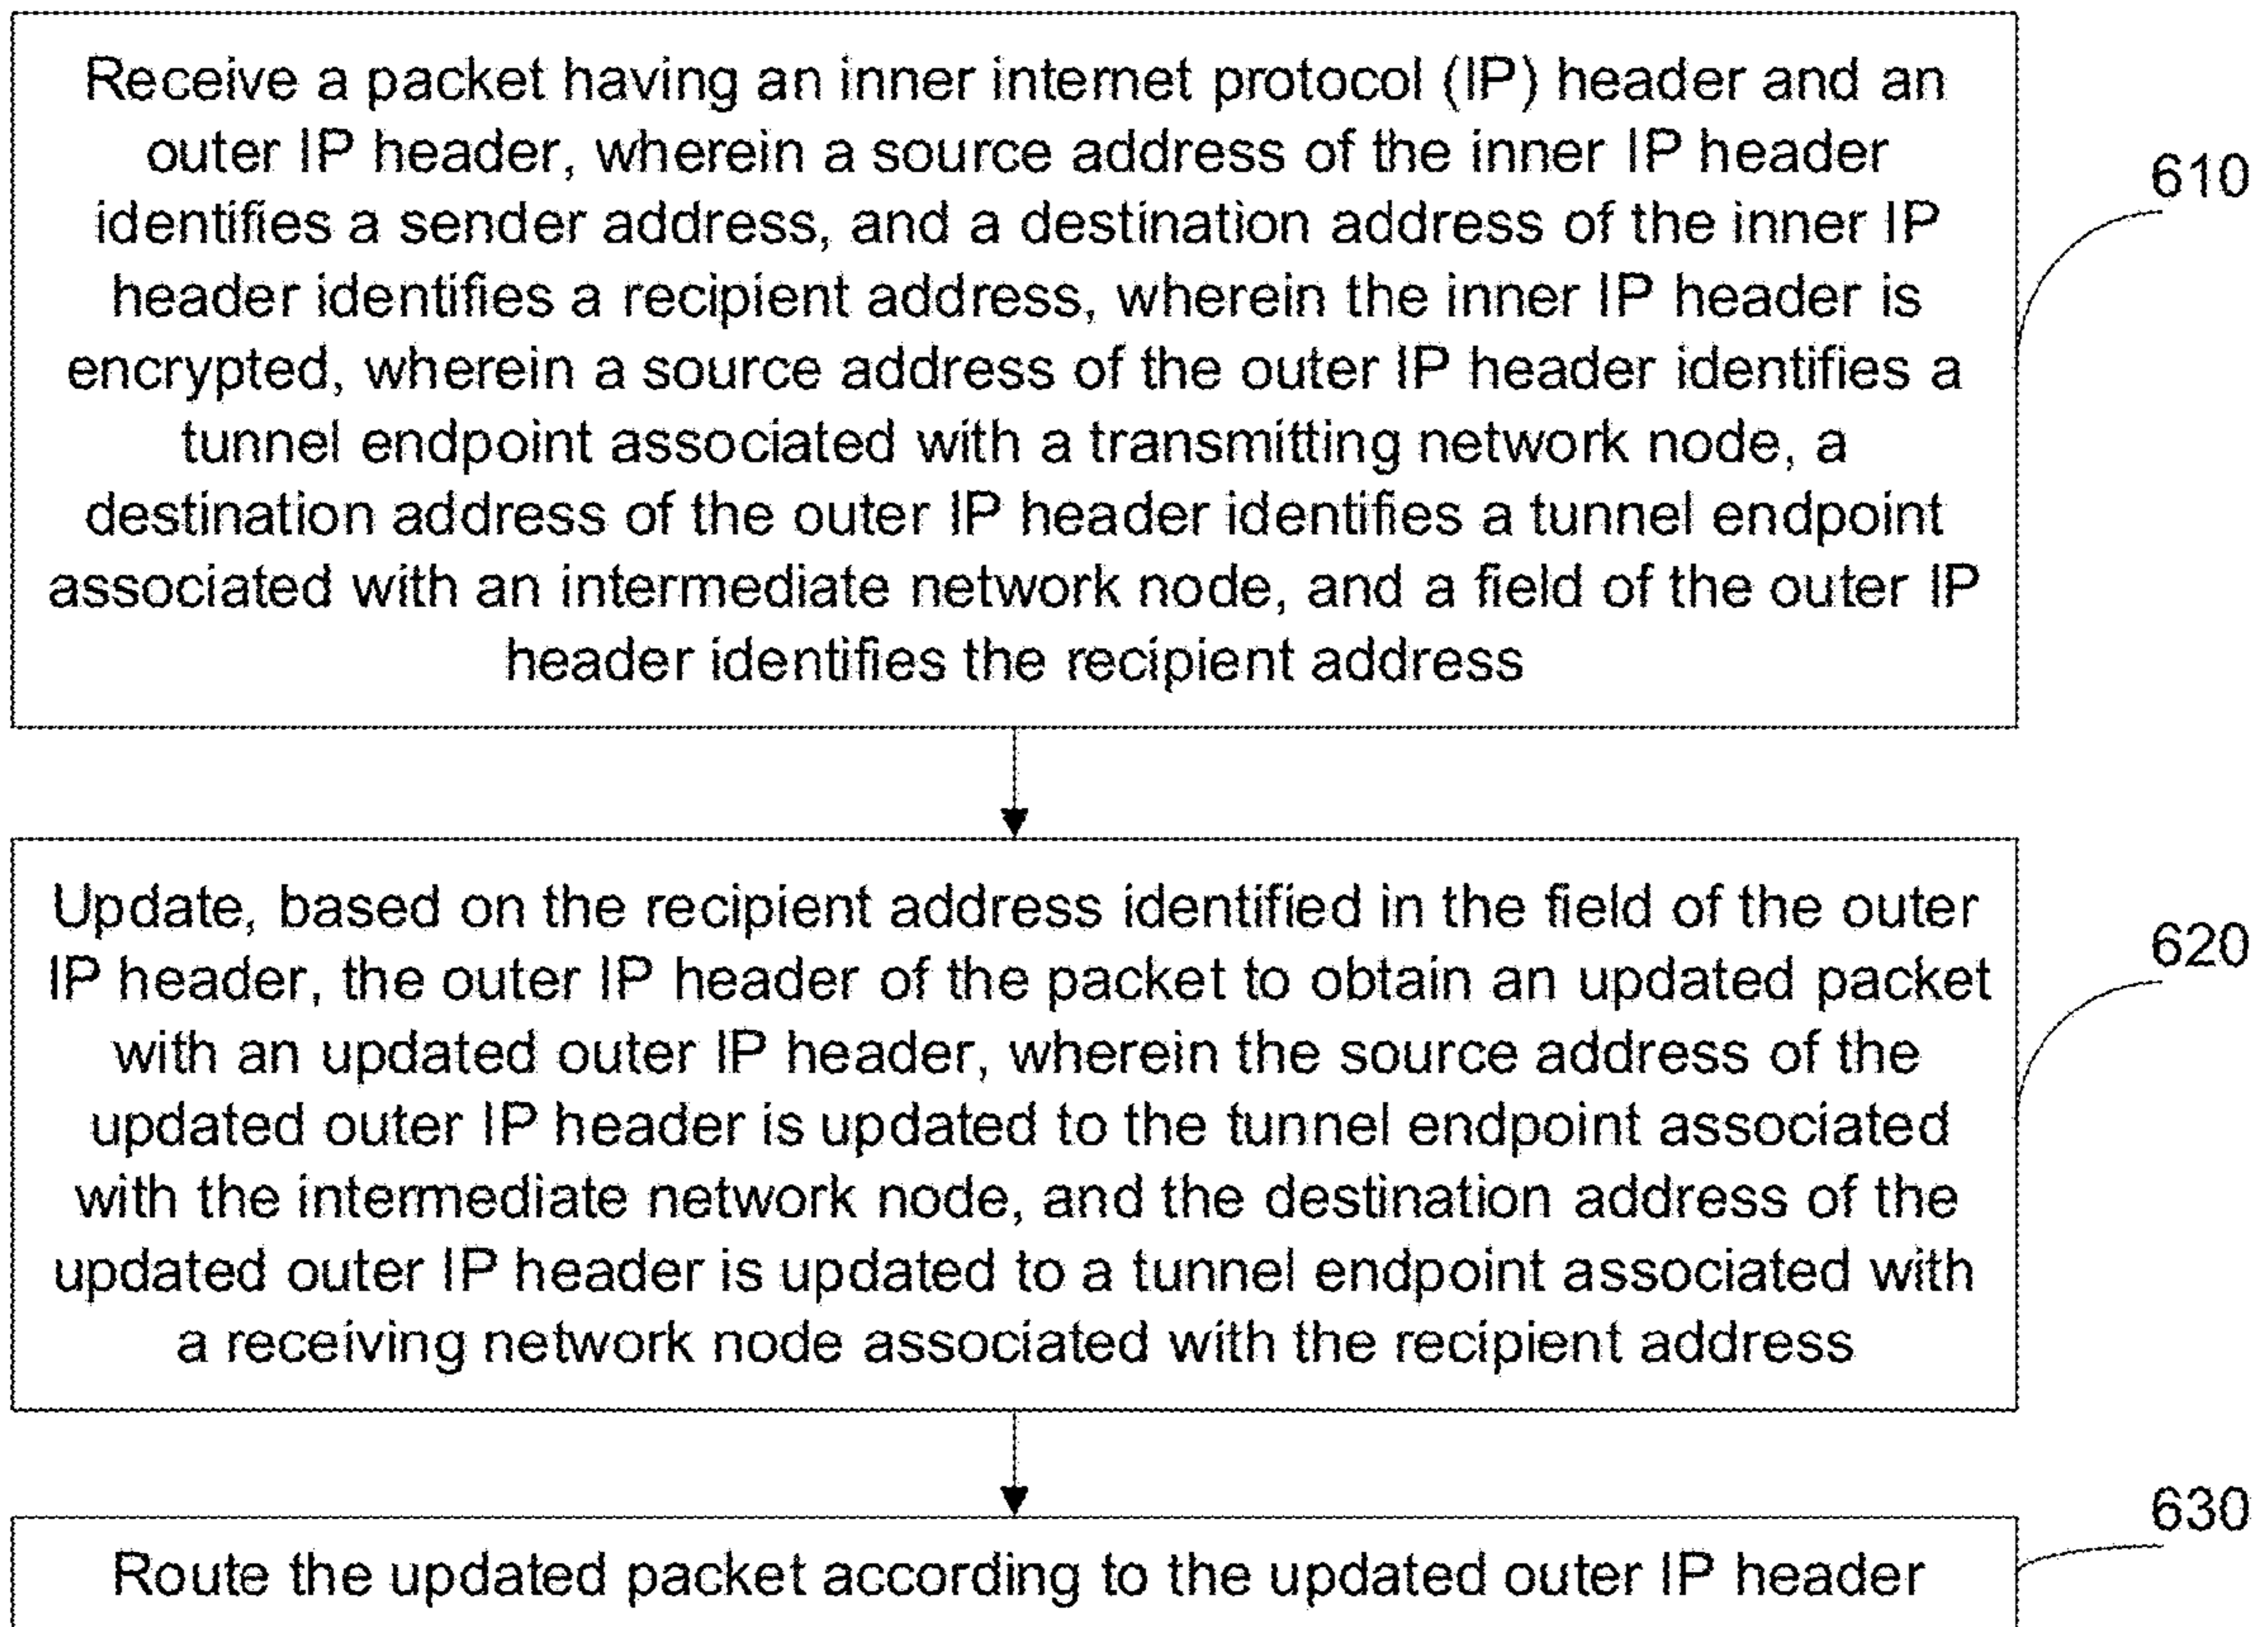 Receive a packet having an inner internet protocol (IP) header and an
outer IP header, wherein a source address of the inner IP header
identifies a sender address, and a destination address of the inner IP
header identifies a recipient address, wherein the inner IP header is
encrypted, wherein a source address of the outer IP header identifies a
tunnel endpoint associated with a transmitting network node, a
destination address of the outer IP header identifies a tunnel endpoint
associated with an intermediate network node, and a field of the outer IP
header identifies the recipient address
610
Update, based on the recipient address identified in the field of the outer
IP header, the outer IP header of the packet to obtain an updated packet
with an updated outer IP header, wherein the source address of the
updated outer IP header is updated to the tunnel endpoint associated
with the intermediate network node, and the destination address of the
updated outer IP header is updated to a tunnel endpoint associated with
a receiving network node associated with the recipient address
620
Route the updated packet according to the updated outer IP header
630